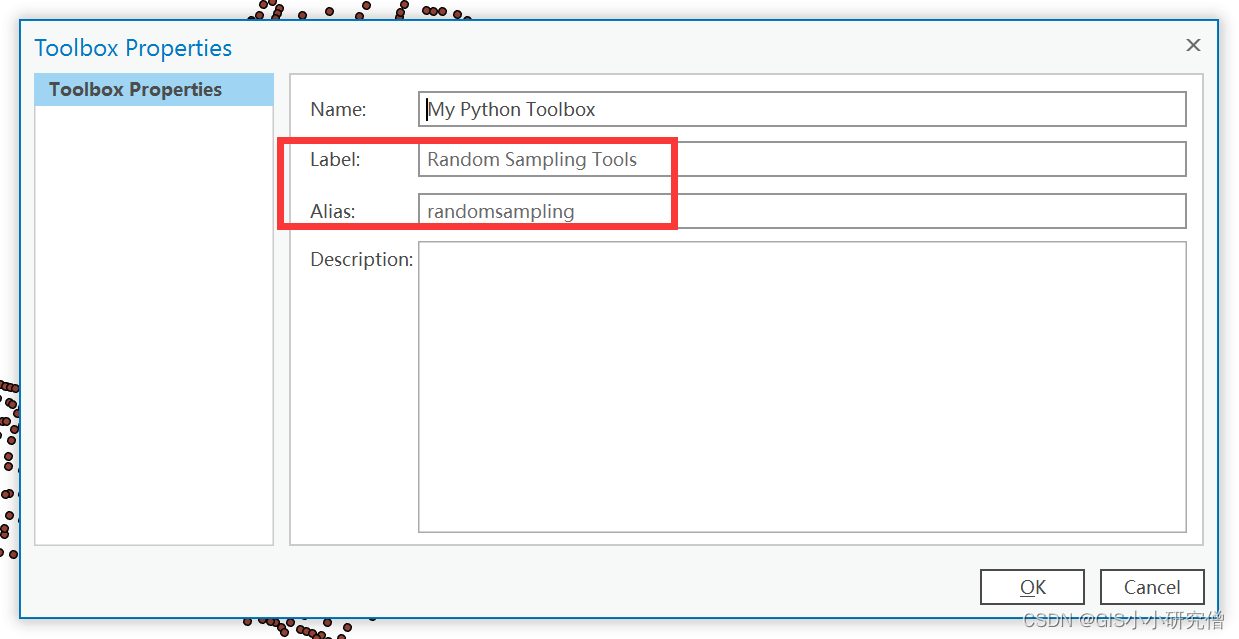 Toolbox Properties
Toolbox Properties
Name: My Python Toolbox
Label: Random Sampling Tools
Alias: randomsampling
Description:
OK Cancel
CSDN @GIS小小研究僧